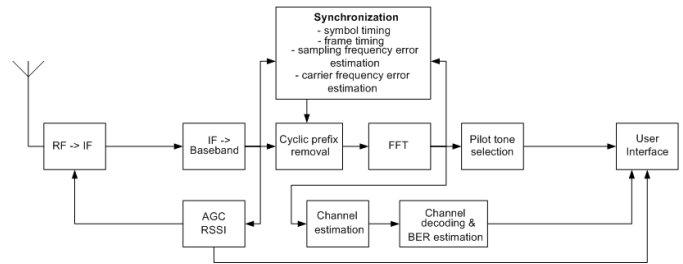 Synchronization
- symbol timing
- frame timing
- sampling frequency error
estimation
- carrier frequency error
estimation
RF -> IF
IF ->
Baseband
Cyclic prefix
removal
FFT
Pilot tone
selection
User
Interface
AGC
RSSI
Channel
estimation
Channel
decoding &
BER estimation